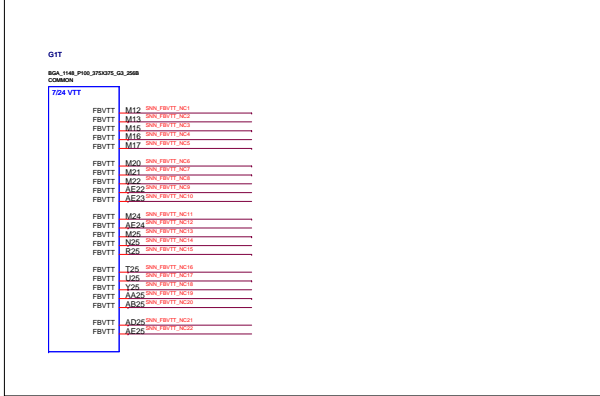 G1T
BGA_1148_P100_375X375_G3_256B
COMMON
7/24 VTT
FBVTT M12 SNN_FBVTT_NC1
FBVTT M13 SNN_FBVTT_NC2
FBVTT M15 SNN_FBVTT_NC3
FBVTT M16 SNN_FBVTT_NC4
FBVTT M17 SNN_FBVTT_NC5
FBVTT M20 SNN_FBVTT_NC6
FBVTT M21 SNN_FBVTT_NC7
FBVTT M22 SNN_FBVTT_NC8
FBVTT AE22 SNN_FBVTT_NC9
FBVTT AE23 SNN_FBVTT_NC10
FBVTT M24 SNN_FBVTT_NC11
FBVTT AE24 SNN_FBVTT_NC12
FBVTT M25 SNN_FBVTT_NC13
FBVTT N25 SNN_FBVTT_NC14
FBVTT R25 SNN_FBVTT_NC15
FBVTT T25 SNN_FBVTT_NC16
FBVTT U25 SNN_FBVTT_NC17
FBVTT Y25 SNN_FBVTT_NC18
FBVTT AA25 SNN_FBVTT_NC19
FBVTT AB25 SNN_FBVTT_NC20
FBVTT AD25 SNN_FBVTT_NC21
FBVTT AE25 SNN_FBVTT_NC22